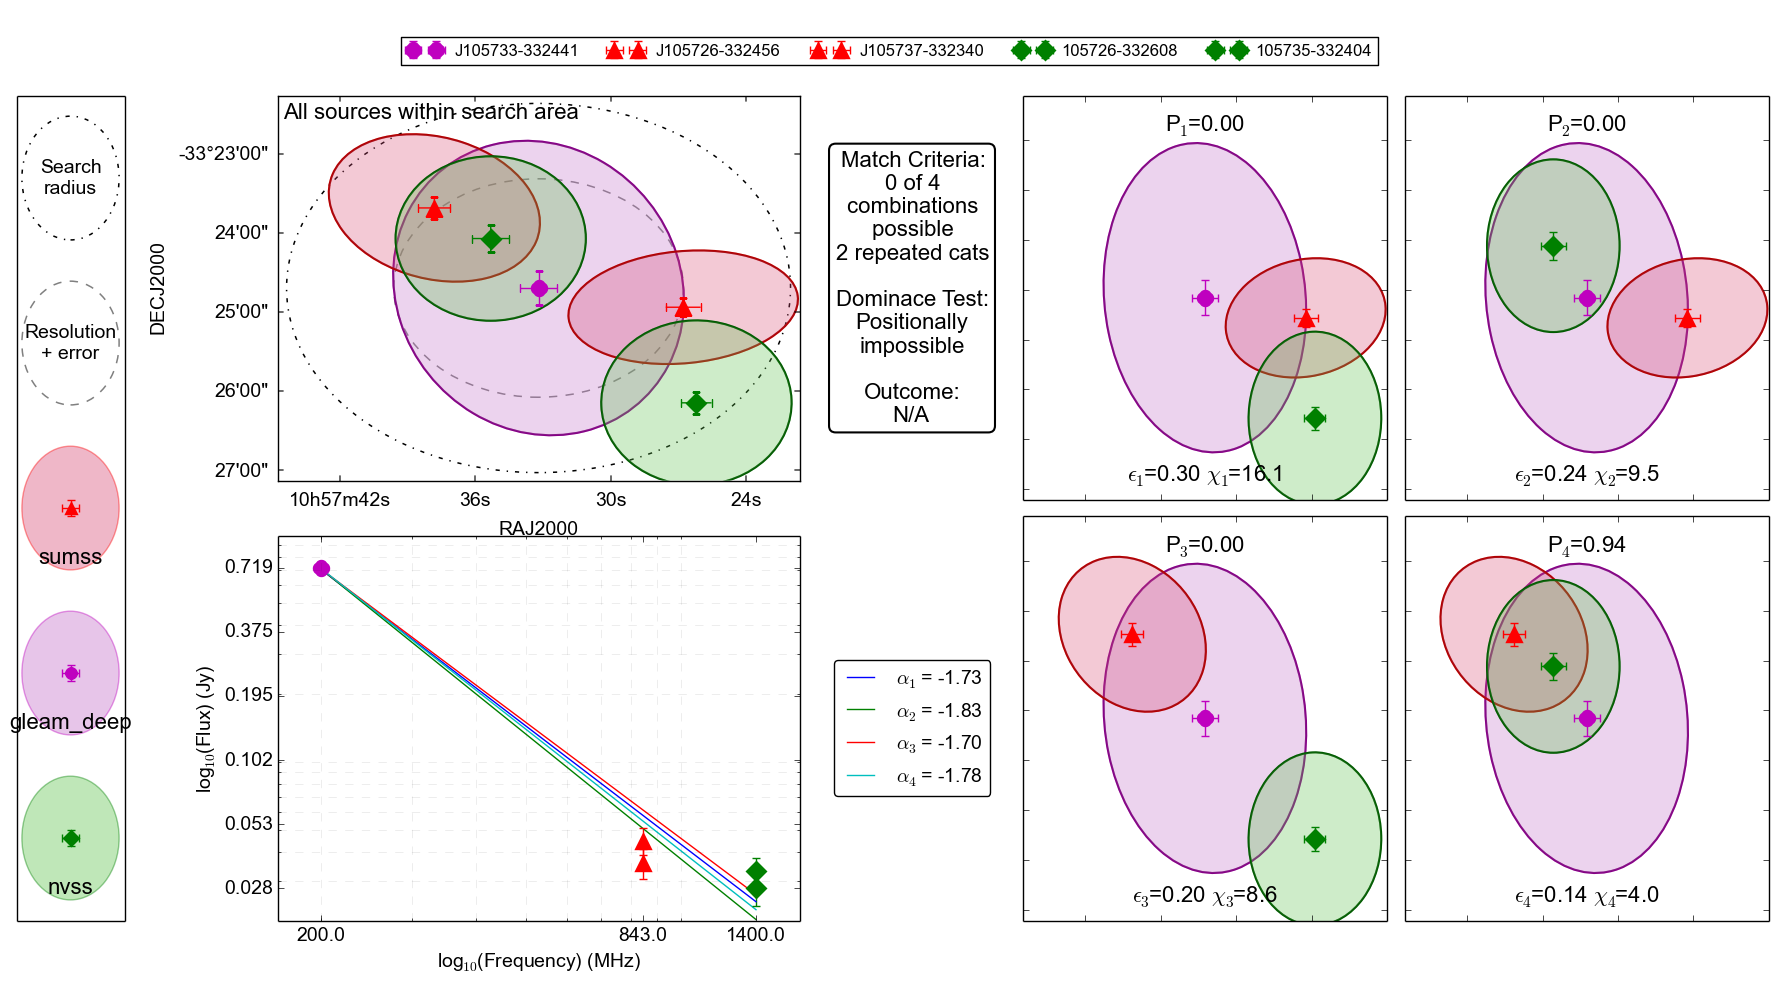 J105733-332441 J105726-332456 J105737-332340 105726-332608 105735-332404
Search
radius
Resolution
+ error
sumss
gleam_deep
nvss
All sources within search area
DECJ2000
-33°23'00"
24'00"
25'00"
26'00"
27'00"
10h57m42s 36s 30s 24s
RAJ2000
Match Criteria:
0 of 4
combinations
possible
2 repeated cats
Dominace Test:
Positionally
impossible
Outcome:
N/A
P1=0.00
ϵ1=0.30 χ1=16.1
P2=0.00
ϵ2=0.24 χ2=9.5
log10(Flux) (Jy)
0.719
0.375
0.195
0.102
0.053
0.028
200.0 843.0 1400.0
log10(Frequency) (MHz)
α1 = -1.73
α2 = -1.83
α3 = -1.70
α4 = -1.78
P3=0.00
ϵ3=0.20 χ3=8.6
P4=0.94
ϵ4=0.14 χ4=4.0